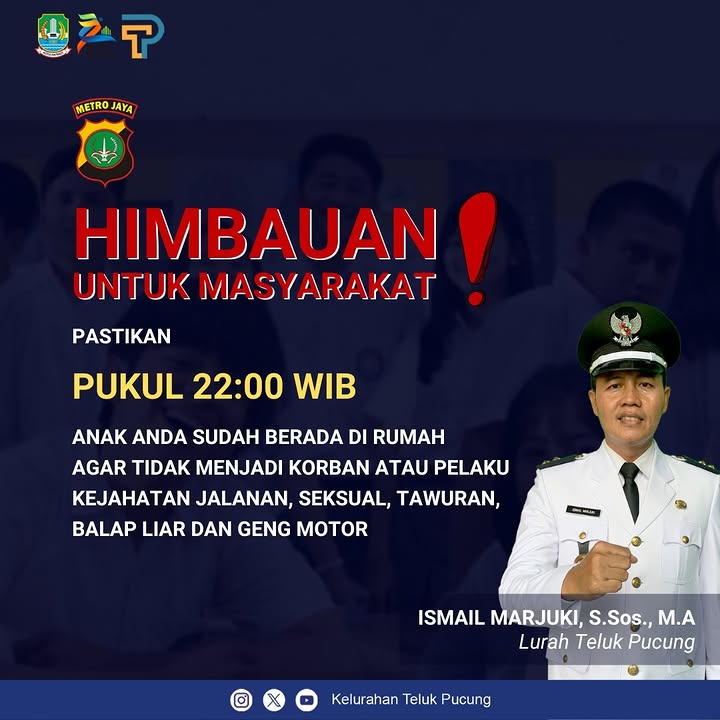 METRO JAYA
HIMBAUAN
UNTUK MASYARAKAT
!
PASTIKAN
PUKUL 22:00 WIB
ANAK ANDA SUDAH BERADA DI RUMAH
AGAR TIDAK MENJADI KORBAN ATAU PELAKU
KEJAHATAN JALANAN, SEKSUAL, TAWURAN,
BALAP LIAR DAN GENG MOTOR
ISMAIL MARJUKI, S.Sos., M.A
Lurah Teluk Pucung
Kelurahan Teluk Pucung